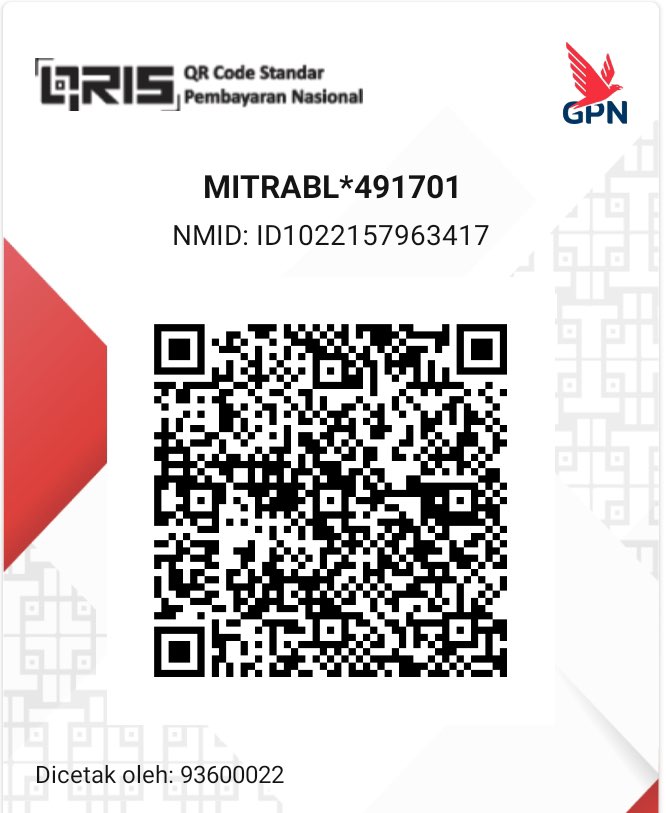 QRIS QR Code Standar
Pembayaran Nasional
GPN
MITRABL*491701
NMID: ID1022157963417
Dicetak oleh: 93600022